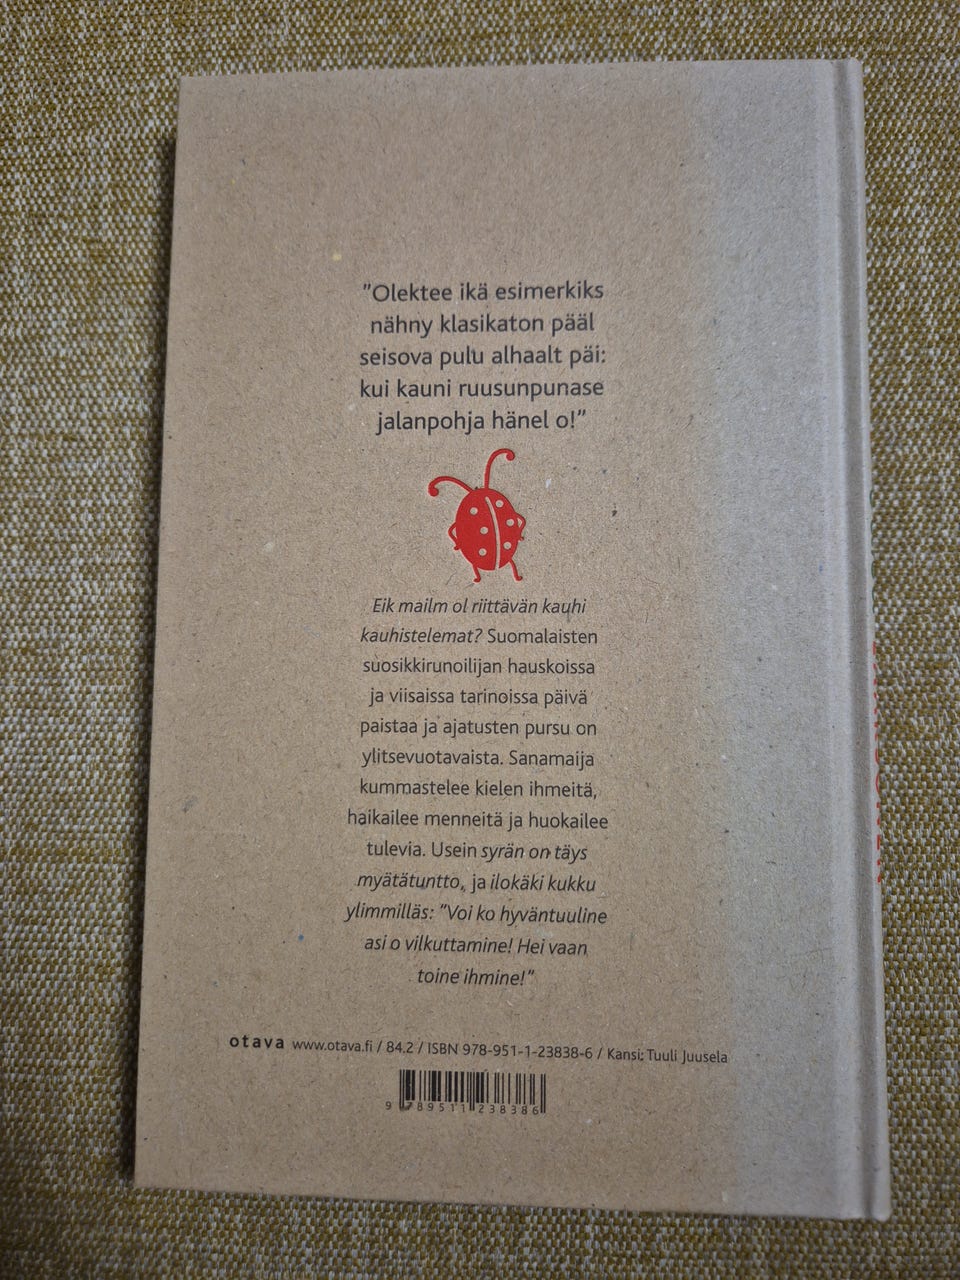 "Olektee ikä esimerkiks
nähny klasikaton pääl
seisova pulu alhaalt päi:
kui kauni ruusunpunase
jalanpohja hänel o!"
Eik mailm ol riittävän kauhi
kauhistelemat? Suomalaisten
suosikkirunoilijan hauskoissa
ja viisaissa tarinoissa päivä
paistaa ja ajatusten pursu on
ylitsevuotavaista. Sanamaija
kummastelee kielen ihmeitä,
haikailee menneitä ja huokailee
tulevia. Usein syrän on täys
myätätuntto, ja ilokäki kukku
ylimmilläs: "Voi ko hyväntuuline
asi o vilkuttamine! Hei vaan
toine ihmine!"
otava www.otava.fi / 84.2 / ISBN 978-951-1-23838-6 / Kansi: Tuuli Juusela
9 789511 238386